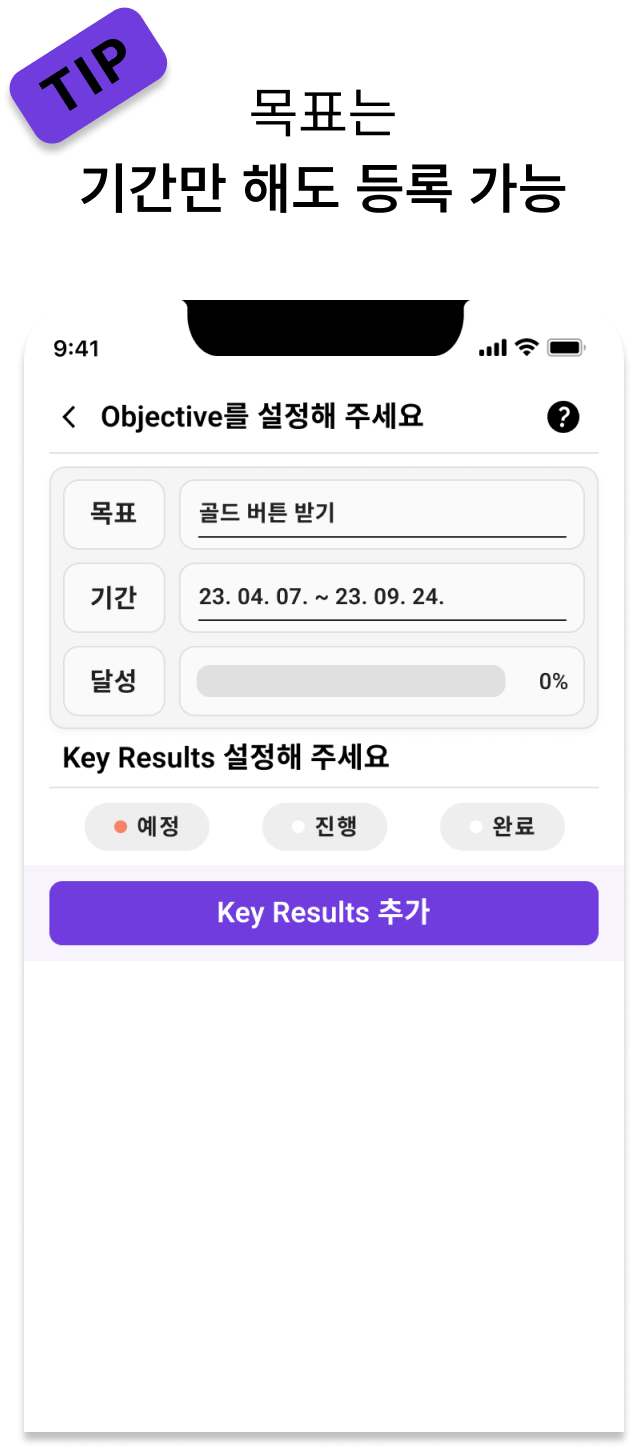 TIP
목표는
기간만 해도 등록 가능
9:41
Objective를 설정해 주세요
?
목표 골드 버튼 받기
기간 23. 04. 07. ~ 23. 09. 24.
달성 0%
Key Results 설정해 주세요
예정 진행 완료
Key Results 추가